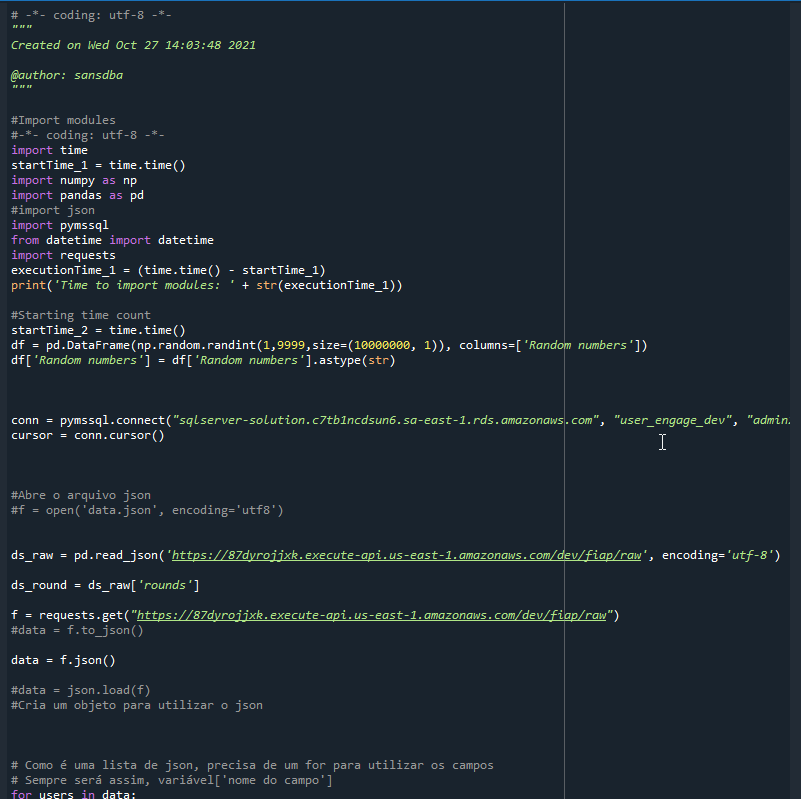 # -*- coding: utf-8 -*-
"""
Created on Wed Oct 27 14:03:48 2021
@author: sansdba
"""
#Import modules
#-*- coding: utf-8 -*-
import time
startTime_1 = time.time()
import numpy as np
import pandas as pd
#import json
import pymssql
from datetime import datetime
import requests
executionTime_1 = (time.time() - startTime_1)
print('Time to import modules: ' + str(executionTime_1))
#Starting time count
startTime_2 = time.time()
df = pd.DataFrame(np.random.randint(1,9999,size=(10000000, 1)), columns=['Random numbers'])
df['Random numbers'] = df['Random numbers'].astype(str)
conn = pymssql.connect("sqlserver-solution.c7tb1ncdsun6.sa-east-1.rds.amazonaws.com", "user_engage_dev", "admin
cursor = conn.cursor()
#Abre o arquivo json
#f = open('data.json', encoding='utf8')
ds_raw = pd.read_json('https://87dyrojjxk.execute-api.us-east-1.amazonaws.com/dev/fiap/raw', encoding='utf-8')
ds_round = ds_raw['rounds']
f = requests.get("https://87dyrojjxk.execute-api.us-east-1.amazonaws.com/dev/fiap/raw")
#data = f.to_json()
data = f.json()
#data = json.load(f)
#Cria um objeto para utilizar o json
# Como é uma lista de json, precisa de um for para utilizar os campos
# Sempre será assim, variável['nome do campo']
for users in data: